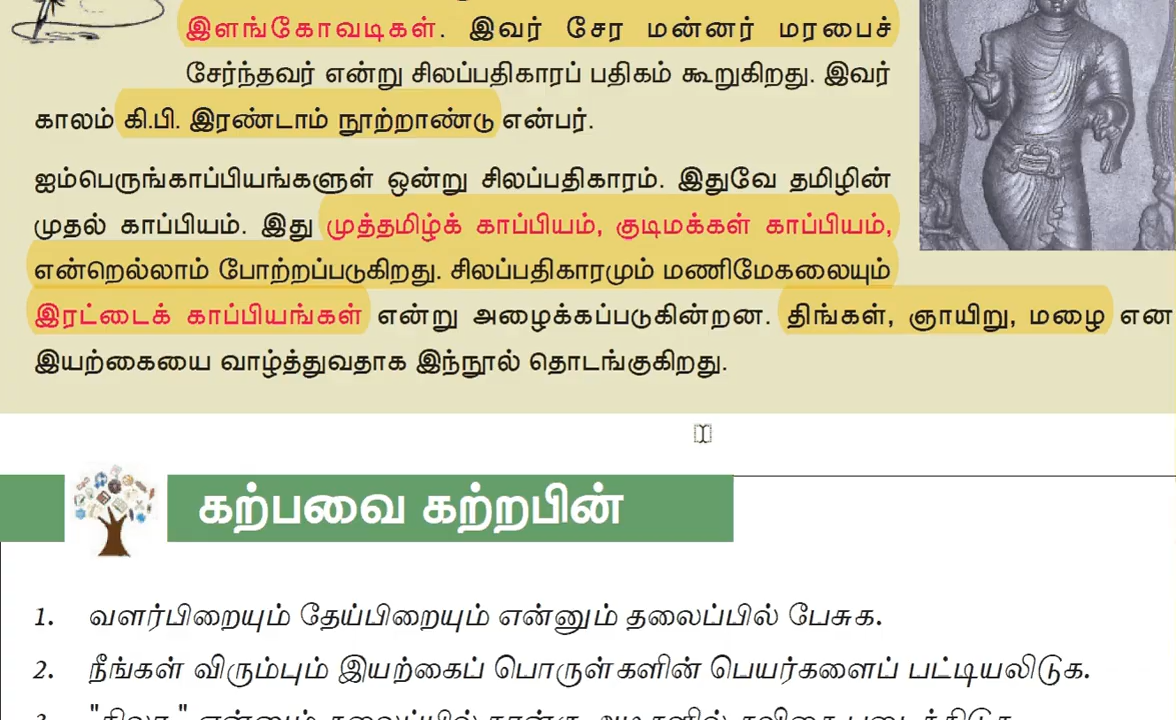 இளங்கோவடிகள். இவர் சேர மன்னர் மரபைச்
சேர்ந்தவர் என்று சிலப்பதிகாரப் பதிகம் கூறுகிறது. இவர்
காலம் கி.பி. இரண்டாம் நூற்றாண்டு என்பர்.
ஐம்பெருங்காப்பியங்களுள் ஒன்று சிலப்பதிகாரம். இதுவே தமிழின்
முதல் காப்பியம். இது முத்தமிழ்க் காப்பியம், குடிமக்கள் காப்பியம்,
என்றெல்லாம் போற்றப்படுகிறது. சிலப்பதிகாரமும் மணிமேகலையும்
இரட்டைக் காப்பியங்கள் என்று அழைக்கப்படுகின்றன. திங்கள், ஞாயிறு, மழை என
இயற்கையை வாழ்த்துவதாக இந்நூல் தொடங்குகிறது.
கற்பவை கற்றபின்
1. வளர்பிறையும் தேய்பிறையும் என்னும் தலைப்பில் பேசுக.
2. நீங்கள் விரும்பும் இயற்கைப் பொருள்களின் பெயர்களைப் பட்டியலிடுக.